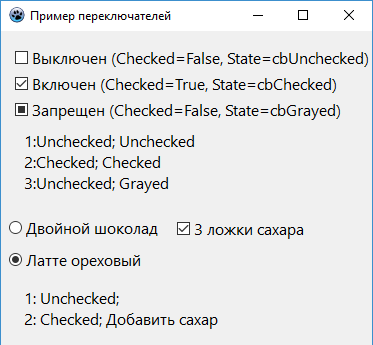 Пример переключателей
Выключен (Checked=False, State=cbUnchecked)
Включен (Checked=True, State=cbChecked)
Запрещен (Checked=False, State=cbGrayed)
1:Unchecked; Unchecked
2:Checked; Checked
3:Unchecked; Grayed
Двойной шоколад 3 ложки сахара
Латте ореховый
1: Unchecked;
2: Checked; Добавить сахар